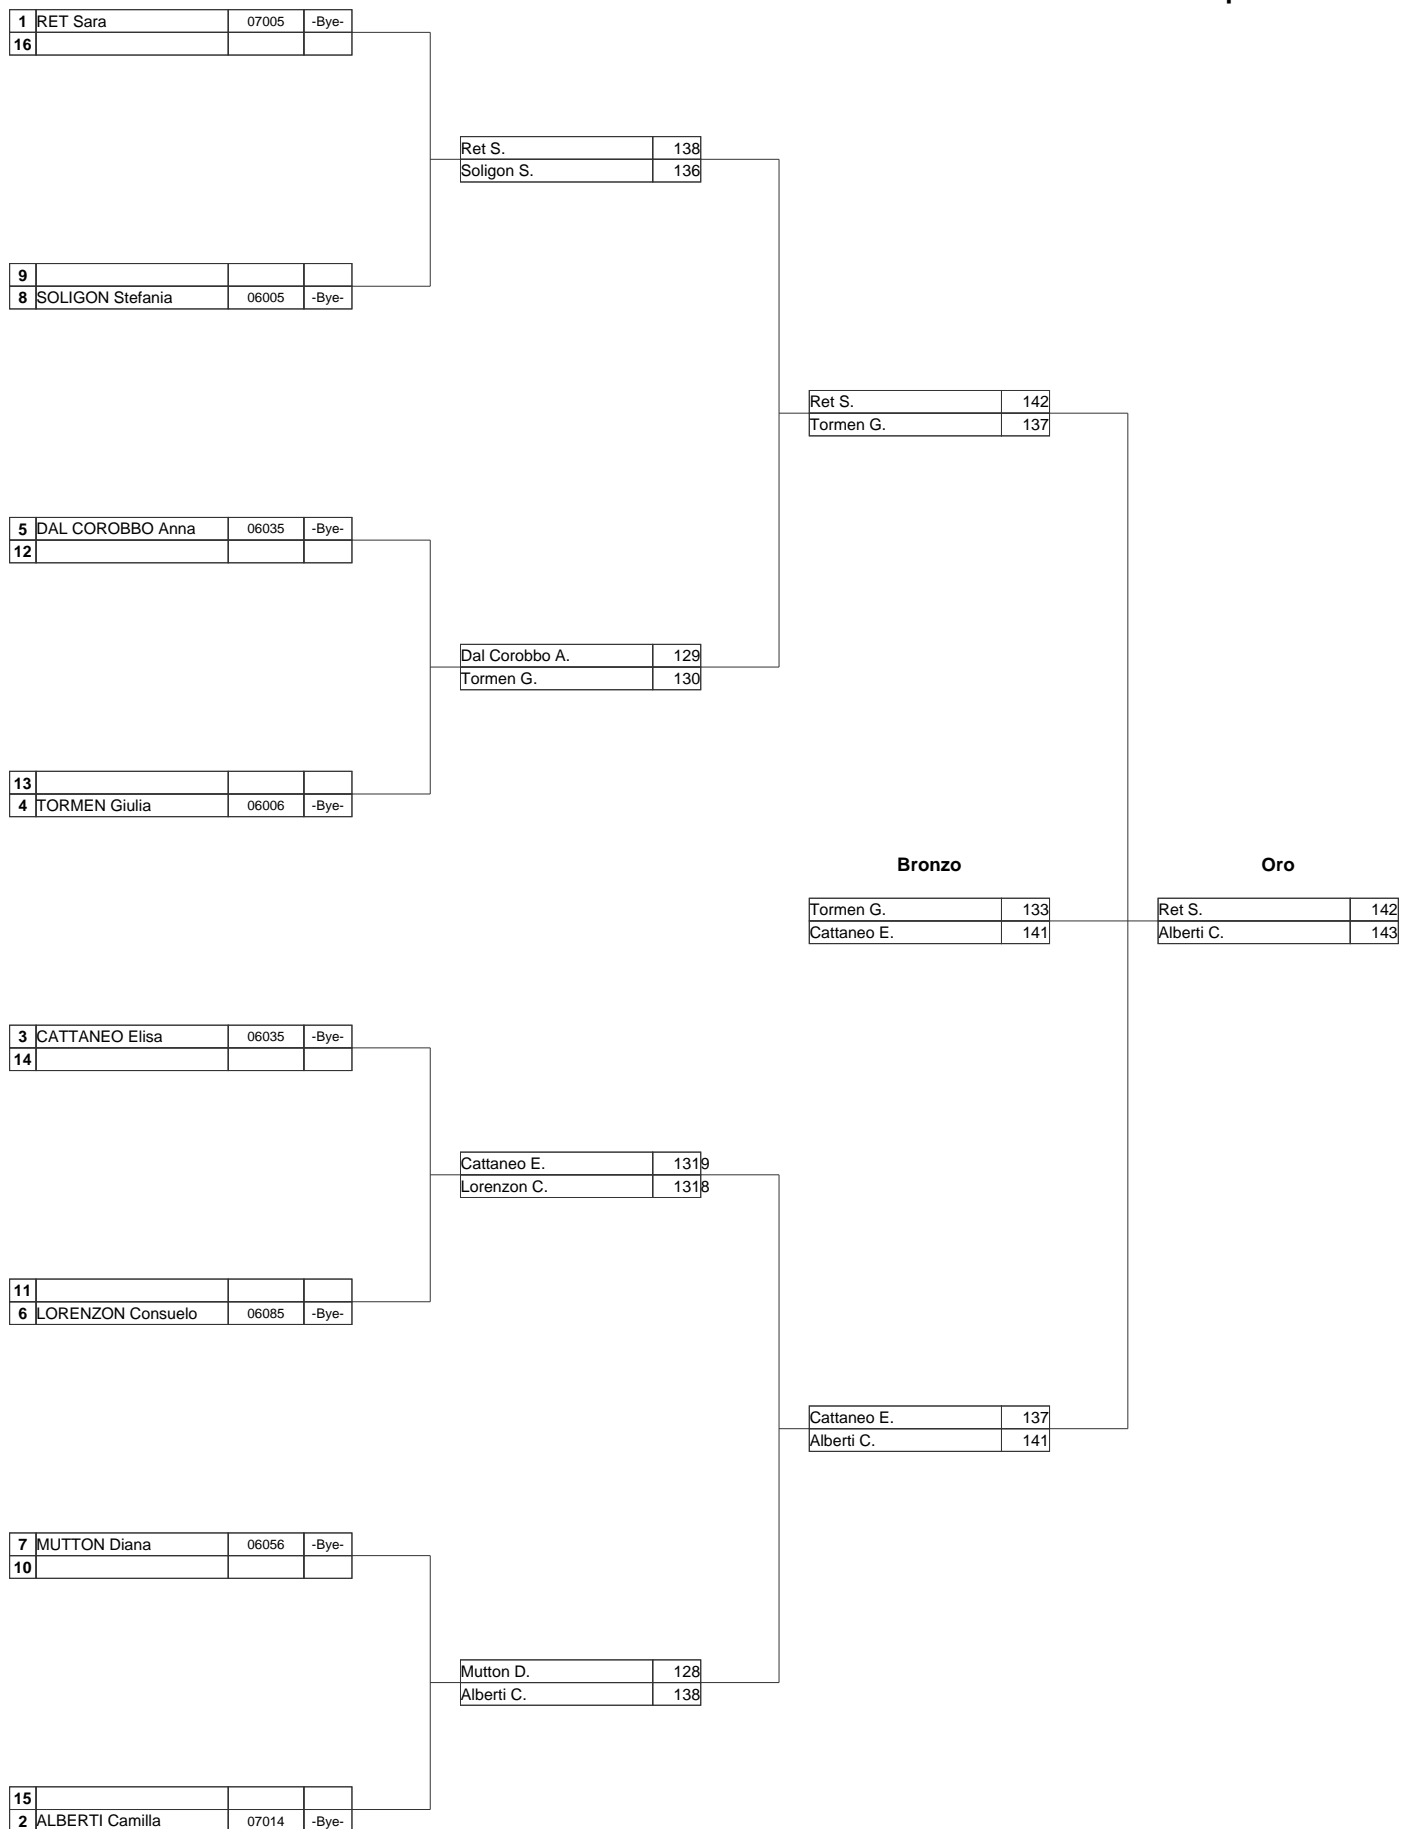 1 RET Sara 07005 -Bye-
16
Ret S. 138
Soligon S. 136
9
8 SOLIGON Stefania 06005 -Bye-
Ret S. 142
Tormen G. 137
5 DAL COROBBO Anna 06035 -Bye-
12
Dal Corobbo A. 129
Tormen G. 130
13
4 TORMEN Giulia 06006 -Bye-
Bronzo Oro
Tormen G. 133 Ret S. 142
Cattaneo E. 141 Alberti C. 143
3 CATTANEO Elisa 06035 -Bye-
14
Cattaneo E. 1319
Lorenzon C. 1318
11
6 LORENZON Consuelo 06085 -Bye-
Cattaneo E. 137
Alberti C. 141
7 MUTTON Diana 06056 -Bye-
10
Mutton D. 128
Alberti C. 138
15
2 ALBERTI Camilla 07014 -Bye-